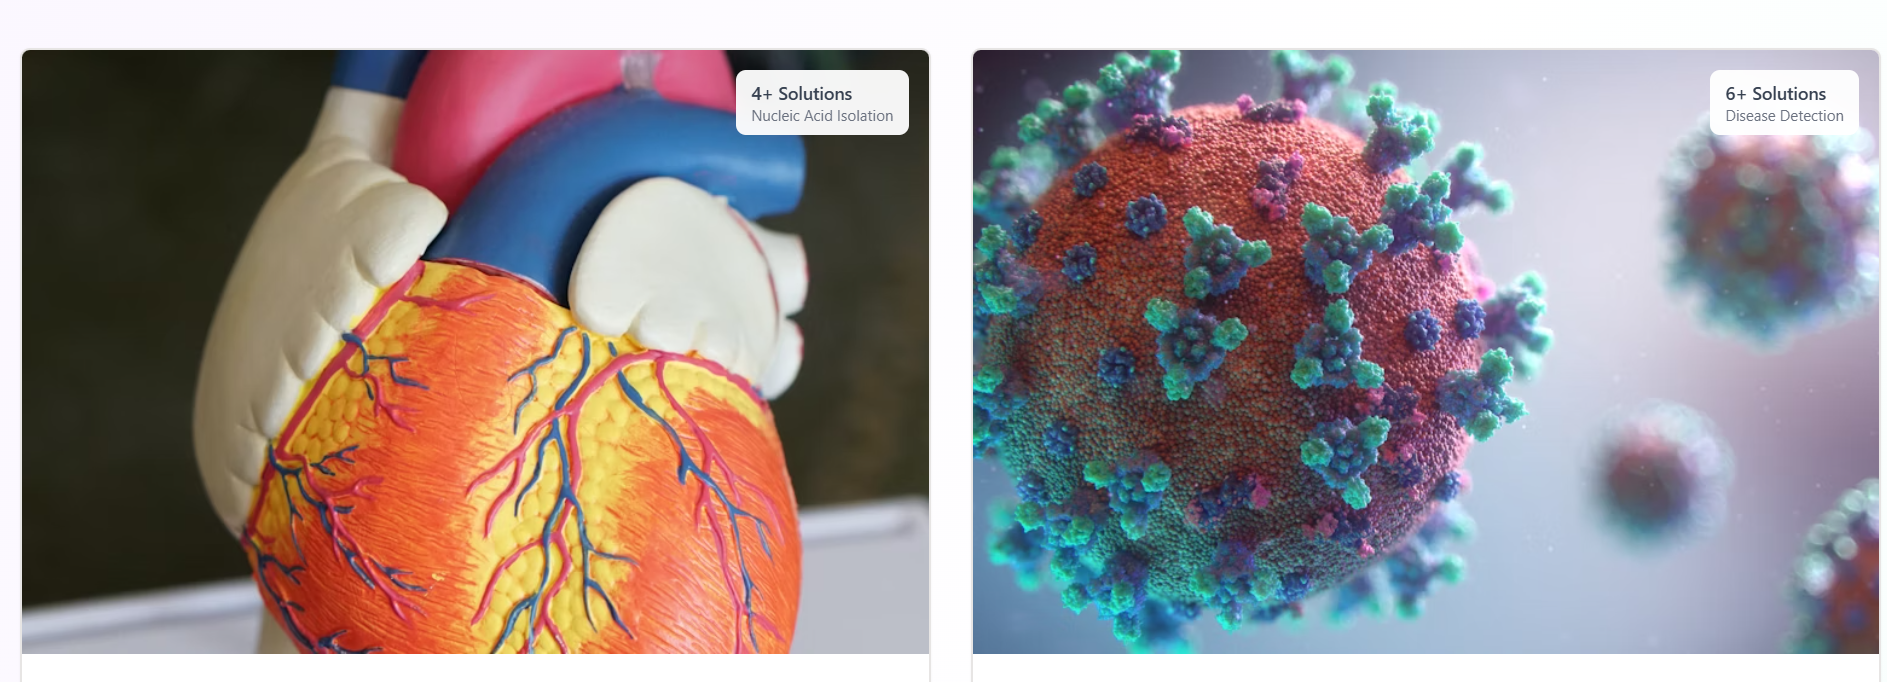 4+ Solutions
Nucleic Acid Isolation
6+ Solutions
Disease Detection